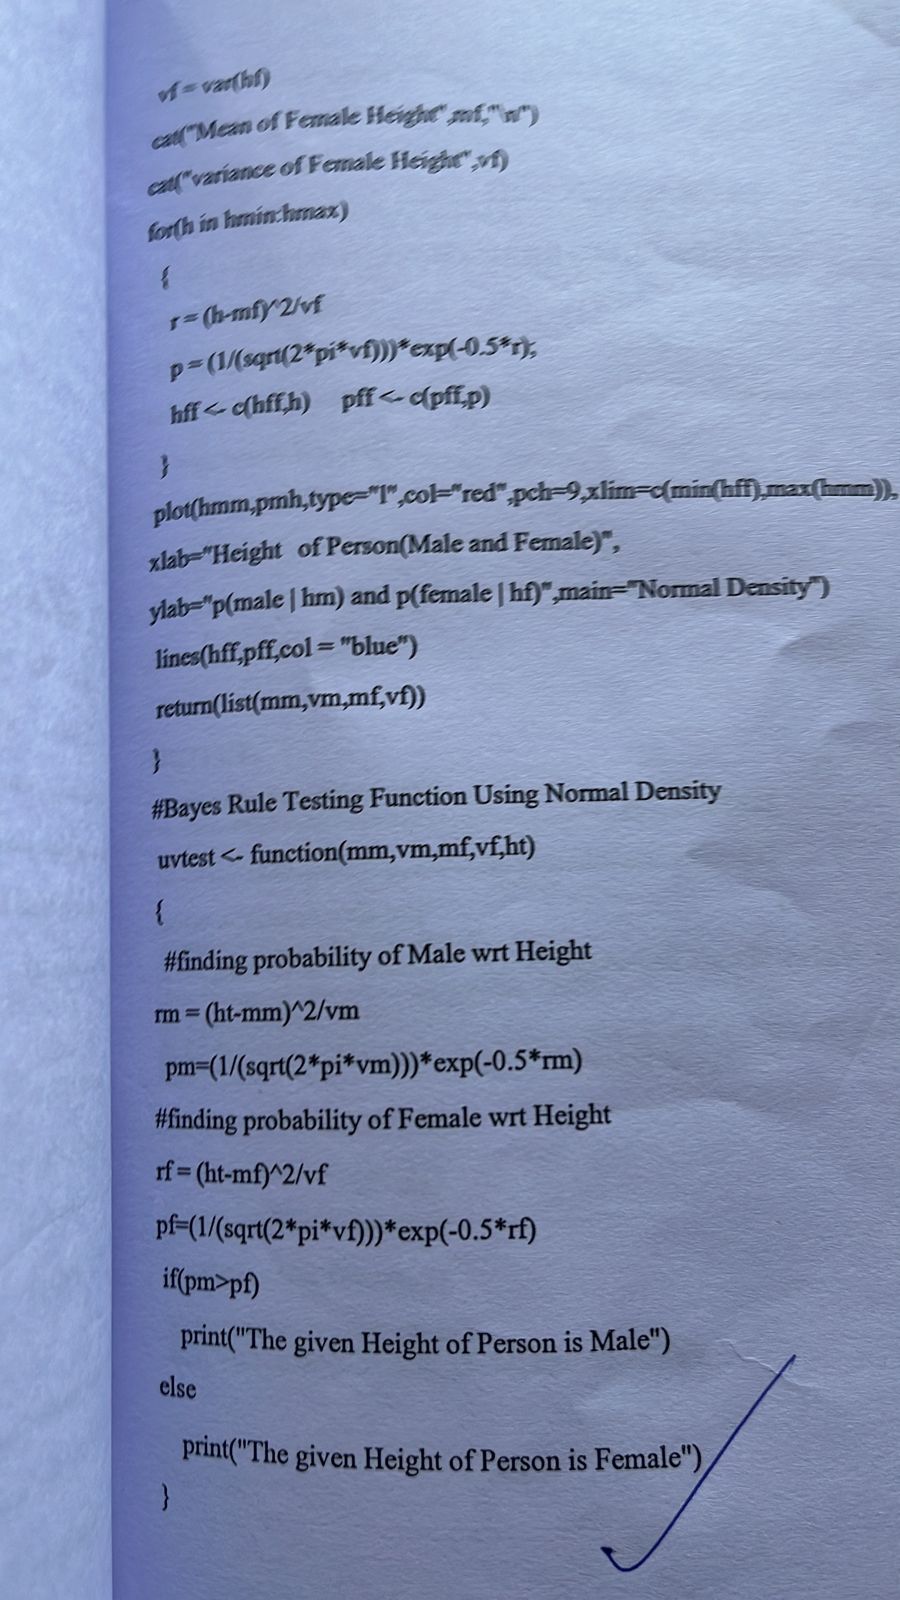 vf = var(hf)
cat("Mean of Female Height",mf,"\n")
cat("variance of Female Height",vf)
for(h in hmin:hmax)
{
r = (h-mf)^2/vf
p = (1/(sqrt(2*pi*vf)))*exp(-0.5*r);
hff <- c(hff,h) pff <- c(pff,p)
}
plot(hmm,pmh,type="l",col="red",pch=9,xlim=c(min(hff),max(hmm)),
xlab="Height of Person(Male and Female)",
ylab="p(male | hm) and p(female | hf)",main="Normal Density")
lines(hff,pff,col = "blue")
return(list(mm,vm,mf,vf))
}
#Bayes Rule Testing Function Using Normal Density
uvtest <- function(mm,vm,mf,vf,ht)
{
#finding probability of Male wrt Height
rm = (ht-mm)^2/vm
pm=(1/(sqrt(2*pi*vm)))*exp(-0.5*rm)
#finding probability of Female wrt Height
rf = (ht-mf)^2/vf
pf=(1/(sqrt(2*pi*vf)))*exp(-0.5*rf)
if(pm>pf)
print("The given Height of Person is Male")
else
print("The given Height of Person is Female")
}